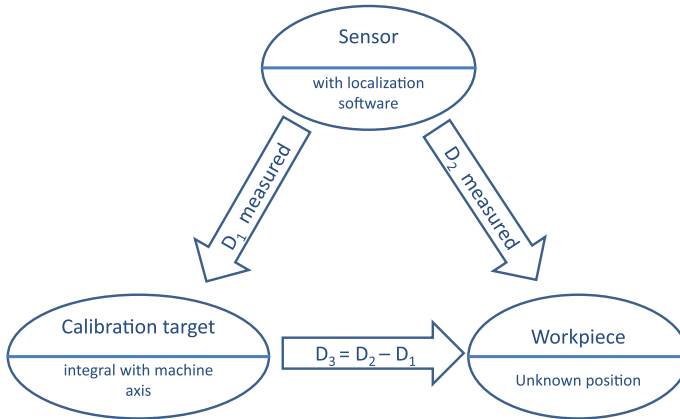 Sensor
with localization
software
D₁ measured
D₂ measured
Calibration target
integral with machine
axis
D₃ = D₂ – D₁
Workpiece
Unknown position